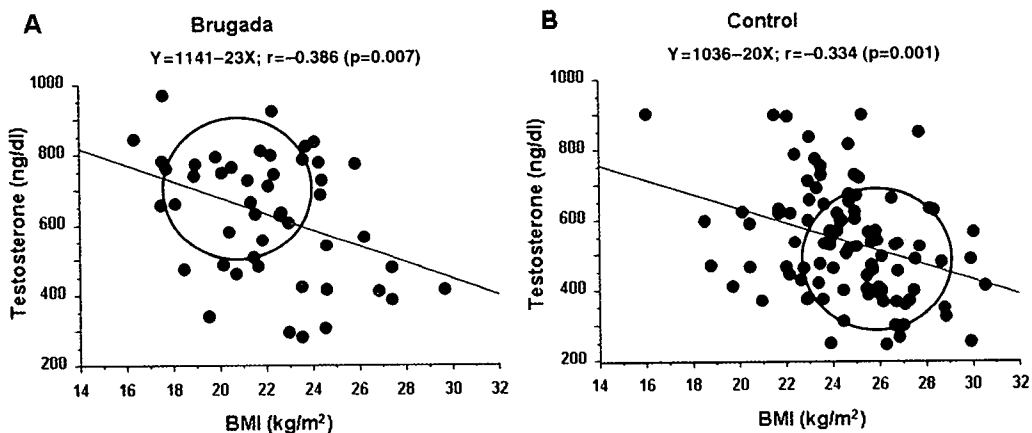 A
Brugada
Y=1141–23X; r=–0.386 (p=0.007)
1000
800
600
400
200
Testosterone (ng/dl)
14 16 18 20 22 24 26 28 30 32
BMI (kg/m²)
B
Control
Y=1036–20X; r=–0.334 (p=0.001)
1000
800
600
400
200
Testosterone (ng/dl)
14 16 18 20 22 24 26 28 30 32
BMI (kg/m²)